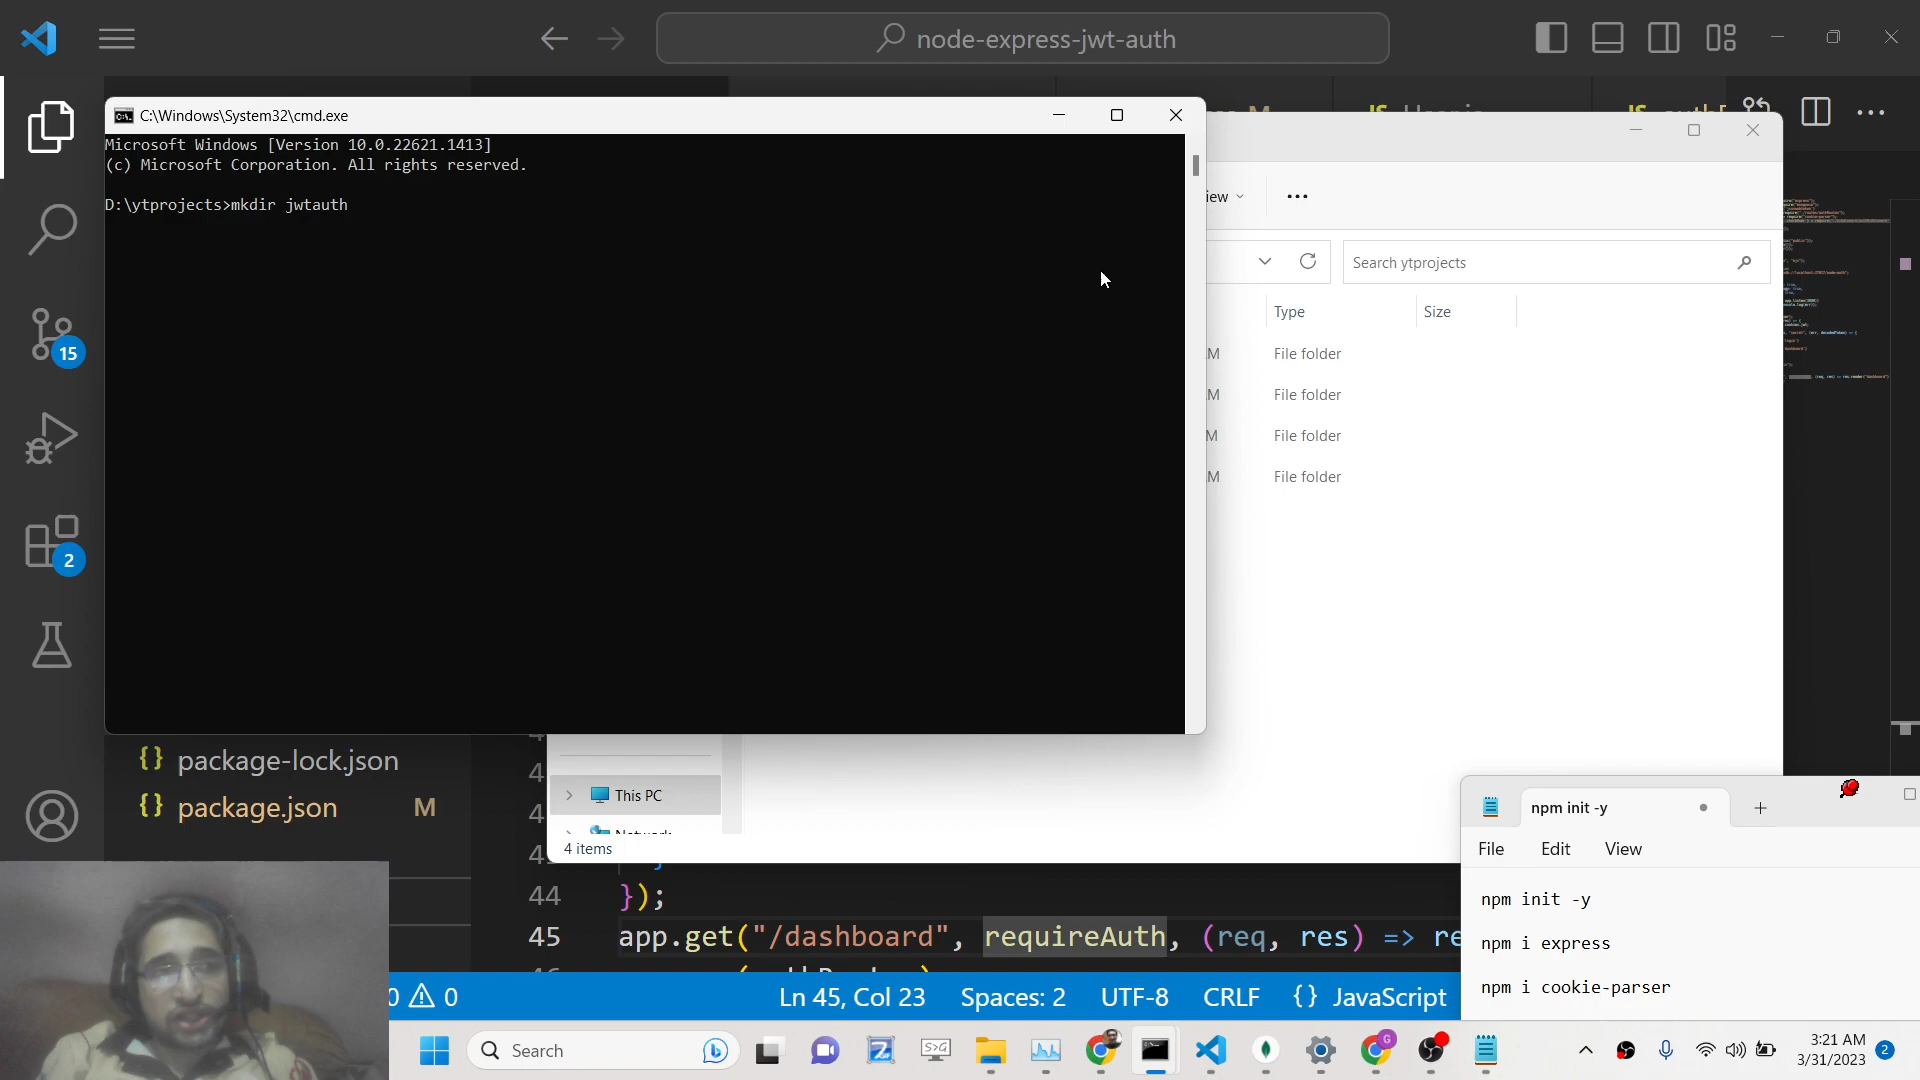 node-express-jwt-auth
C:\Windows\System32\cmd.exe
Microsoft Windows [Version 10.0.22621.1413]
(c) Microsoft Corporation. All rights reserved.
D:\ytprojects>mkdir jwtauth
iew
Search ytprojects
Type
Size
M File folder
M File folder
M File folder
M File folder
15
2
package-lock.json
package.json M
This PC
Network
4 items
44 });
45 app.get("/dashboard", requireAuth, (req, res) => re
0 0
Ln 45, Col 23
Spaces: 2
UTF-8
CRLF
{} JavaScript
npm init -y
File Edit View
npm init -y
npm i express
npm i cookie-parser
Search
3:21 AM
3/31/2023
2